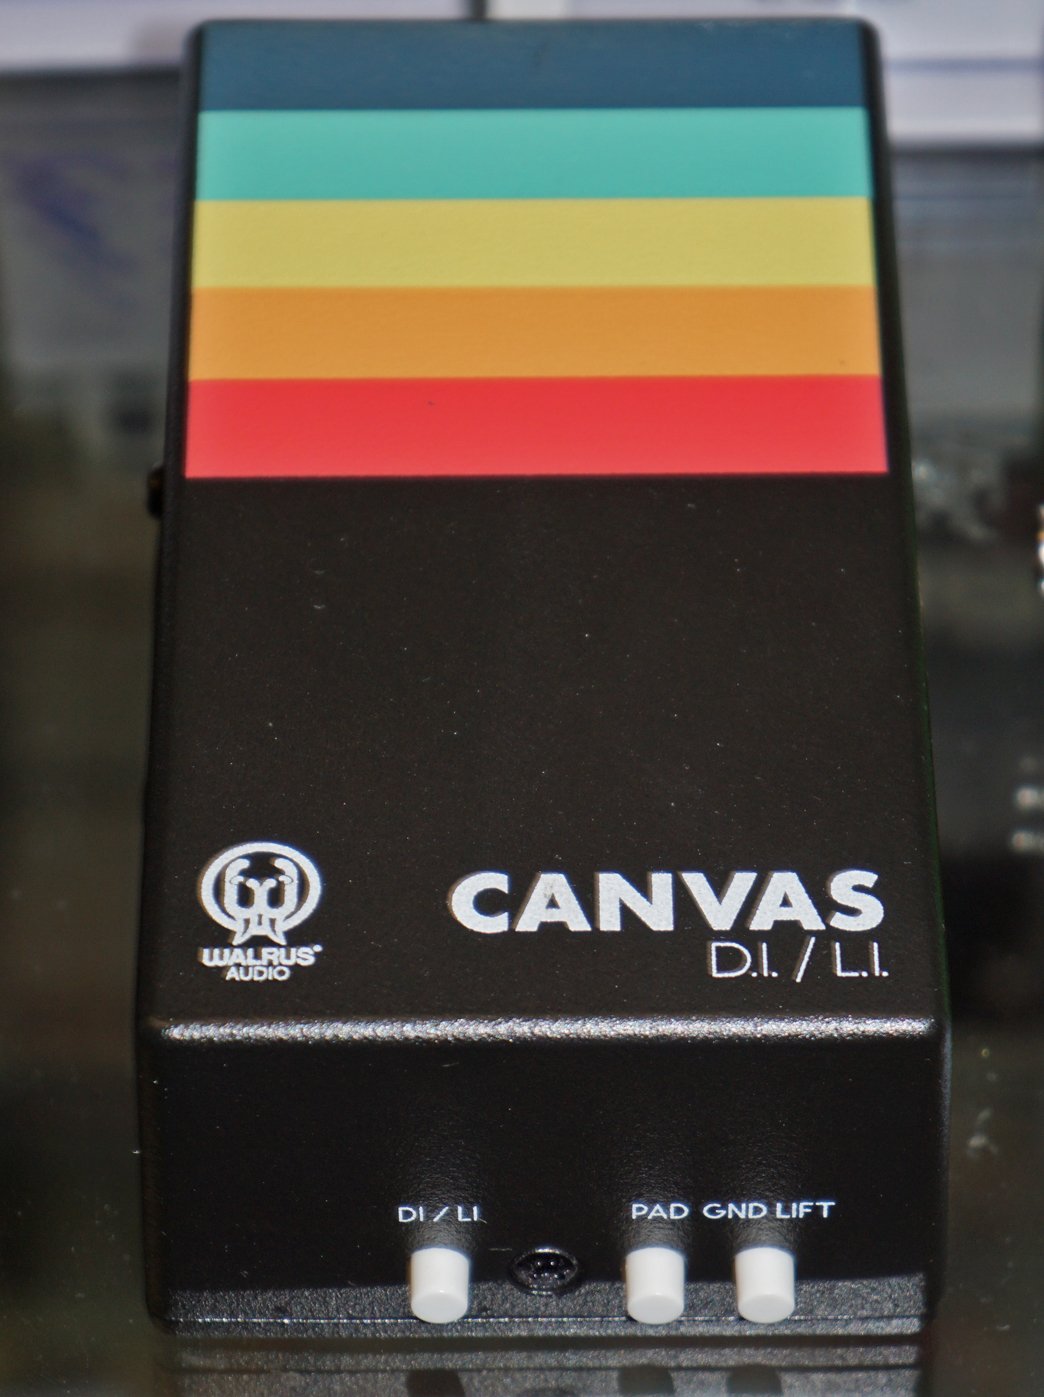 WALRUS®
AUDIO
CANVAS
D.I. / L.I.
DI / LI
PAD
GND LIFT